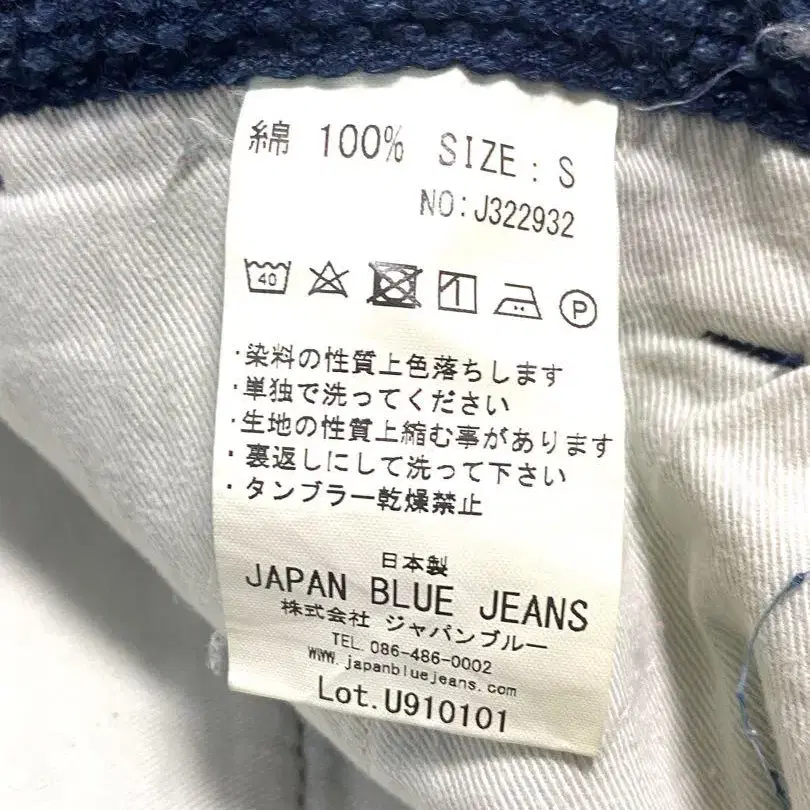 綿 100% SIZE:S
NO:J322932
40 P
・染料の性質上色落ちします
・単独で洗ってください
・生地の性質上縮む事があります
・裏返しにして洗って下さい
・タンブラー乾燥禁止
日本製
JAPAN BLUE JEANS
株式会社 ジャパンブルー
TEL.086-486-0002
www.japanbluejeans.com
Lot.U910101